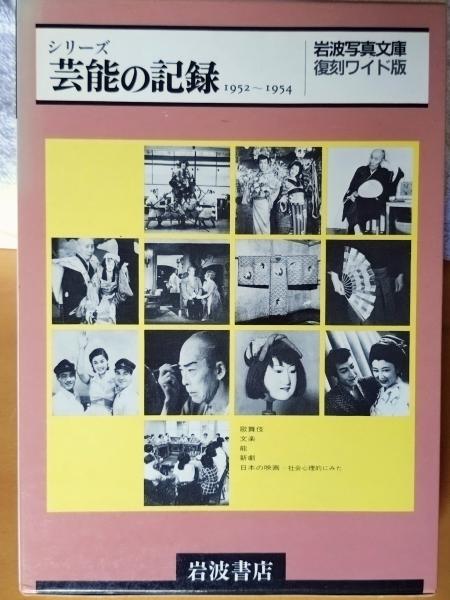 シリーズ
芸能の記録 1952～1954
岩波写真文庫
復刻ワイド版
歌舞伎
文楽
能
新劇
日本の映画－社会心理的にみた
岩波書店